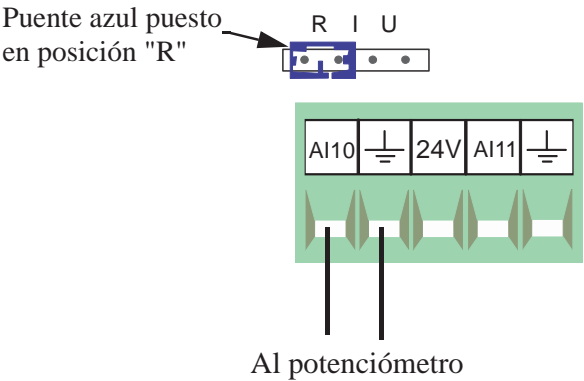 Puente azul puesto
en posición "R"
R I U
AI10 24V AI11
Al potenciómetro